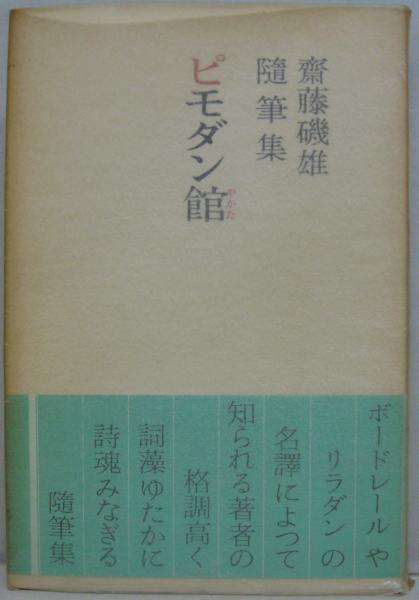 齋藤磯雄
隨筆集
ピモダン館
やかた
ボードレールや
リラダンの
名譯によつて
知られる著者の
格調高く
詞藻ゆたかに
詩魂みなぎる
隨筆集